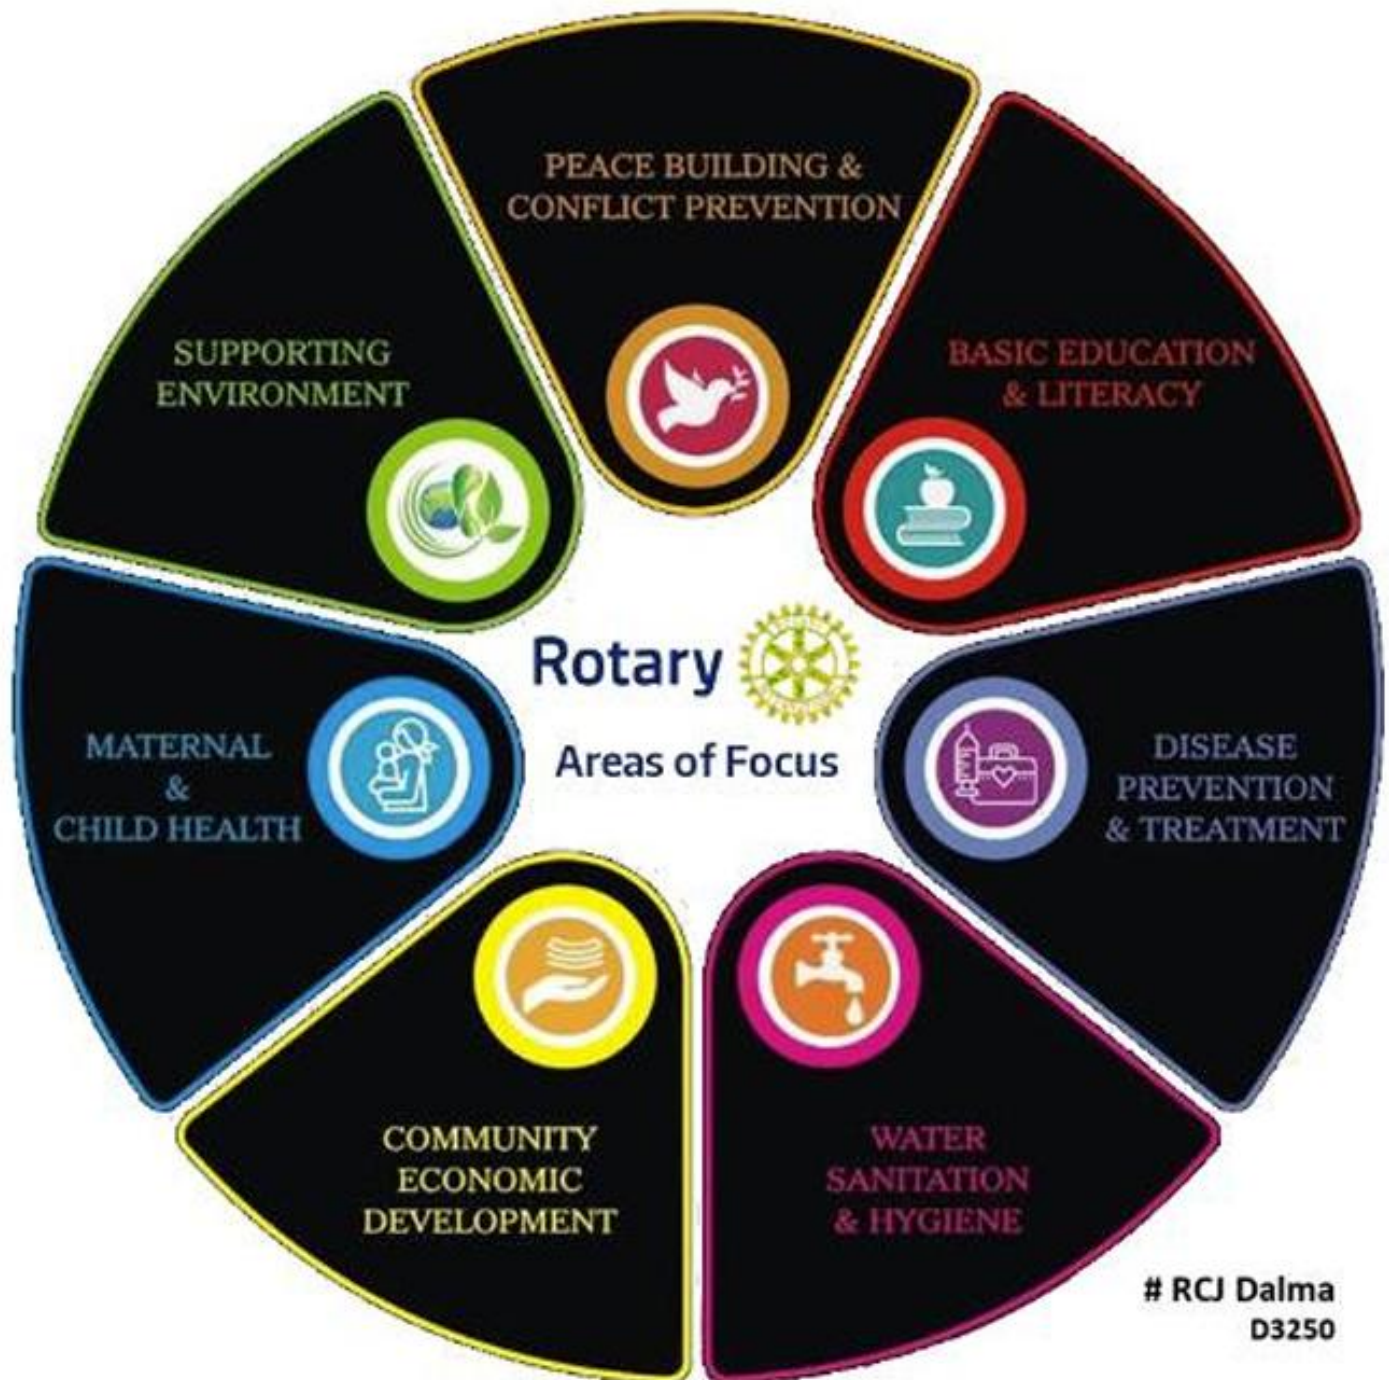 PEACE BUILDING &
CONFLICT PREVENTION
BASIC EDUCATION
& LITERACY
DISEASE
PREVENTION
& TREATMENT
WATER
SANITATION
& HYGIENE
COMMUNITY
ECONOMIC
DEVELOPMENT
MATERNAL
&
CHILD HEALTH
SUPPORTING
ENVIRONMENT
Rotary
Areas of Focus
# RCJ Dalma
D3250